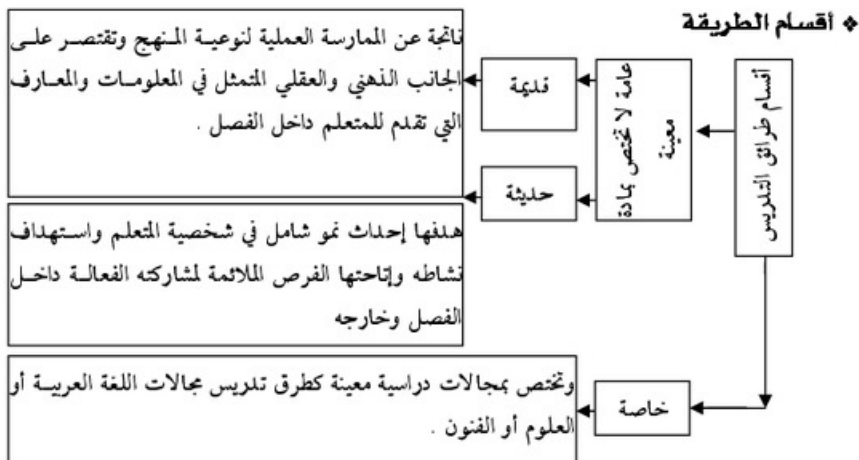 ❖ أقسام الطريقة
أقسام طرائق التدريس
عامة لا تختص بمادة
معينة
قديمة
ناتجة عن الممارسة العملية لنوعية المنهج وتقتصر على
الجانب الذهني والعقلي المتمثل في المعلومات والمعارف
التي تقدم للمتعلم داخل الفصل .
حديثة
هدفها إحداث نمو شامل في شخصية المتعلم واستهداف
نشاطه وإتاحتها الفرص الملائمة لمشاركته الفعالة داخل
الفصل وخارجه
خاصة
وتختص بمجالات دراسية معينة كطرق تدريس مجالات اللغة العربية أو
العلوم أو الفنون .